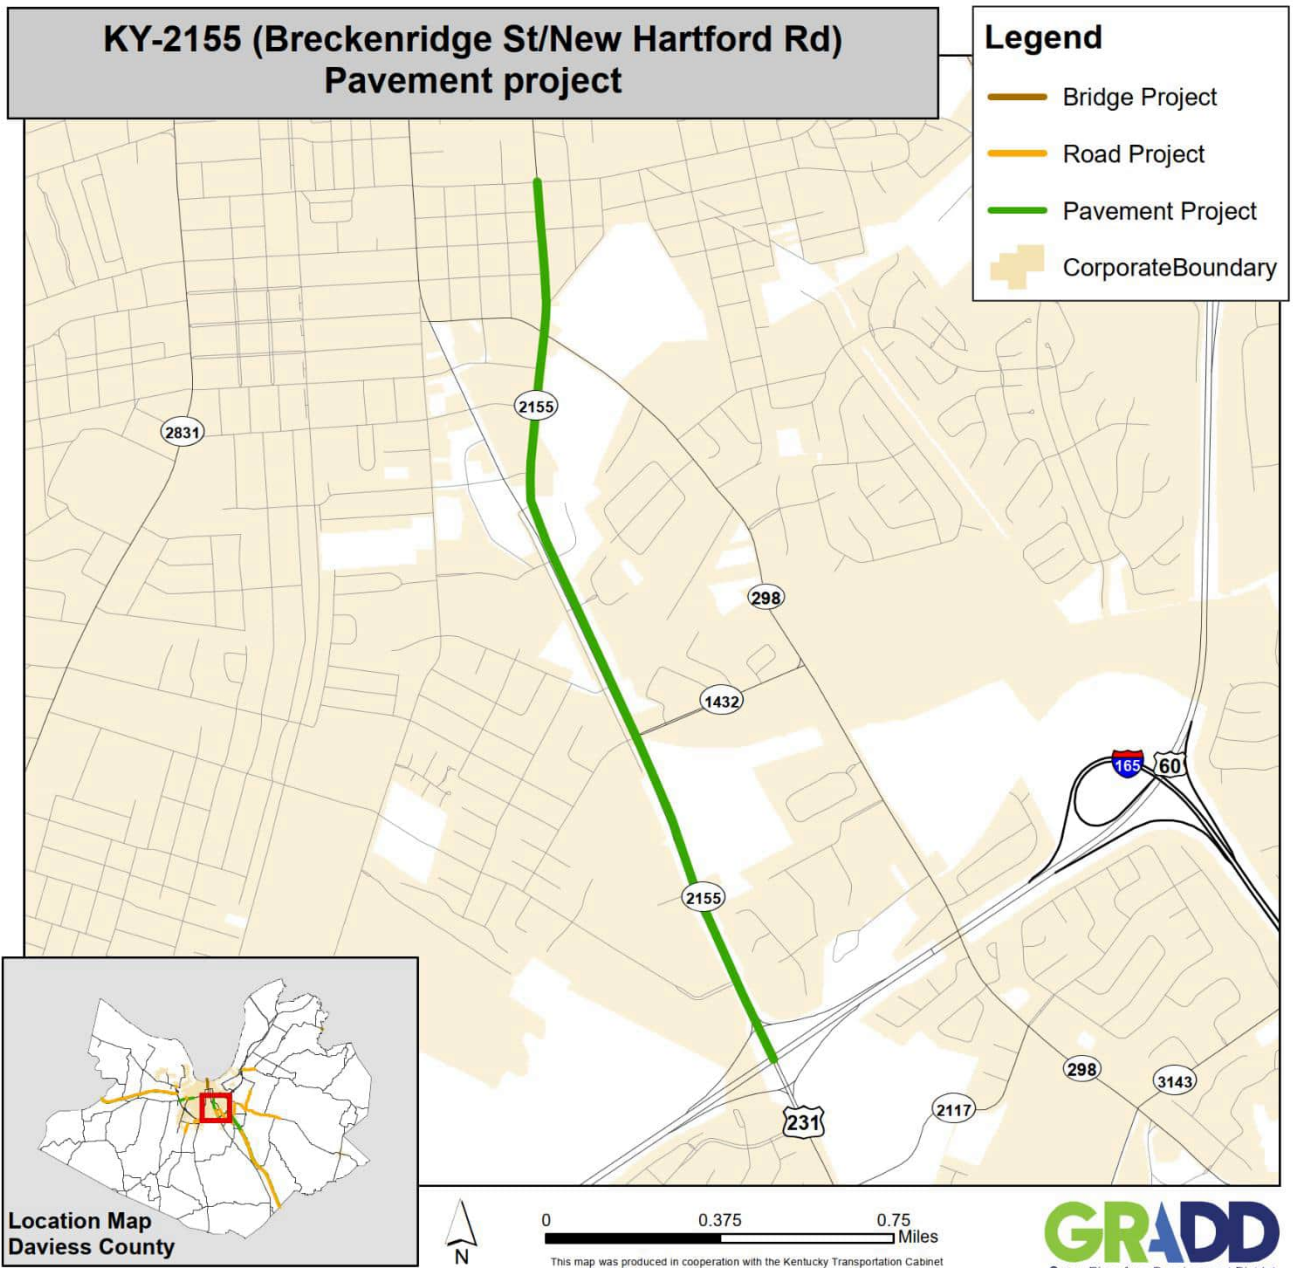 KY-2155 (Breckenridge St/New Hartford Rd)
Pavement project
Legend
Bridge Project
Road Project
Pavement Project
CorporateBoundary
2155
2831
298
1432
165
60
2155
298
3143
2117
231
Location Map
Daviess County
N
0 0.375 0.75
Miles
This map was produced in cooperation with the Kentucky Transportation Cabinet
GRADD